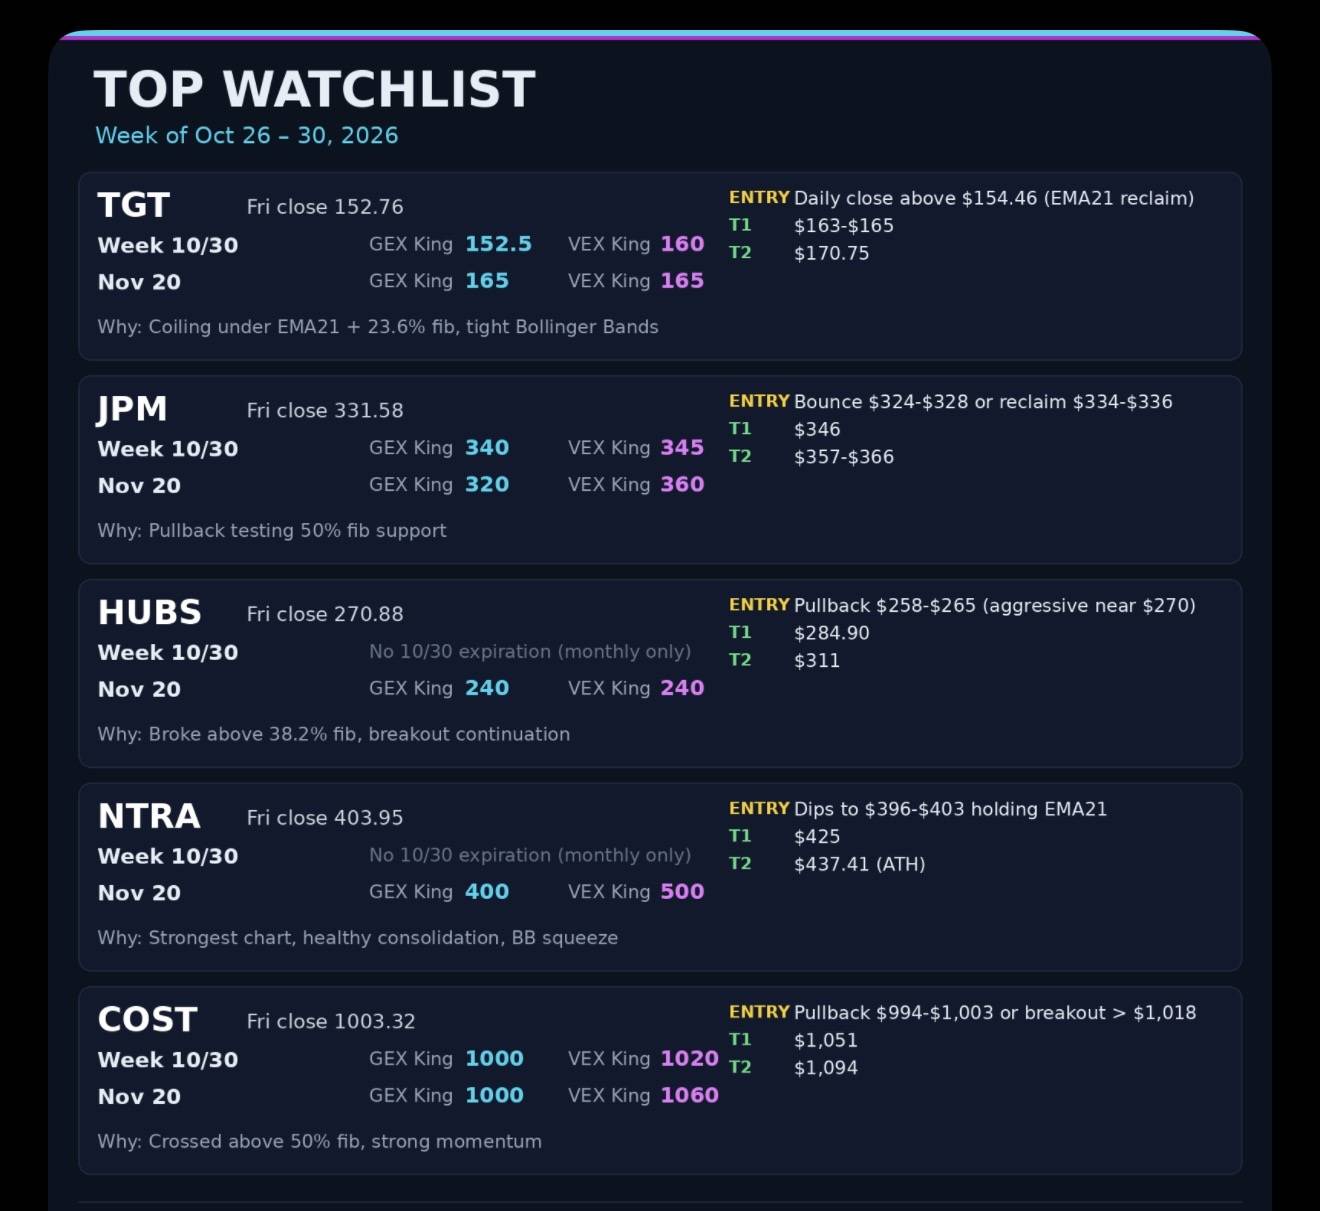 TOP WATCHLIST
Week of Oct 26 – 30, 2026
TGT Fri close 152.76
ENTRY Daily close above $154.46 (EMA21 reclaim)
T1 $163-$165
T2 $170.75
Week 10/30 GEX King 152.5 VEX King 160
Nov 20 GEX King 165 VEX King 165
Why: Coiling under EMA21 + 23.6% fib, tight Bollinger Bands
JPM Fri close 331.58
ENTRY Bounce $324-$328 or reclaim $334-$336
T1 $346
T2 $357-$366
Week 10/30 GEX King 340 VEX King 345
Nov 20 GEX King 320 VEX King 360
Why: Pullback testing 50% fib support
HUBS Fri close 270.88
ENTRY Pullback $258-$265 (aggressive near $270)
T1 $284.90
T2 $311
Week 10/30 No 10/30 expiration (monthly only)
Nov 20 GEX King 240 VEX King 240
Why: Broke above 38.2% fib, breakout continuation
NTRA Fri close 403.95
ENTRY Dips to $396-$403 holding EMA21
T1 $425
T2 $437.41 (ATH)
Week 10/30 No 10/30 expiration (monthly only)
Nov 20 GEX King 400 VEX King 500
Why: Strongest chart, healthy consolidation, BB squeeze
COST Fri close 1003.32
ENTRY Pullback $994-$1,003 or breakout > $1,018
T1 $1,051
T2 $1,094
Week 10/30 GEX King 1000 VEX King 1020
Nov 20 GEX King 1000 VEX King 1060
Why: Crossed above 50% fib, strong momentum